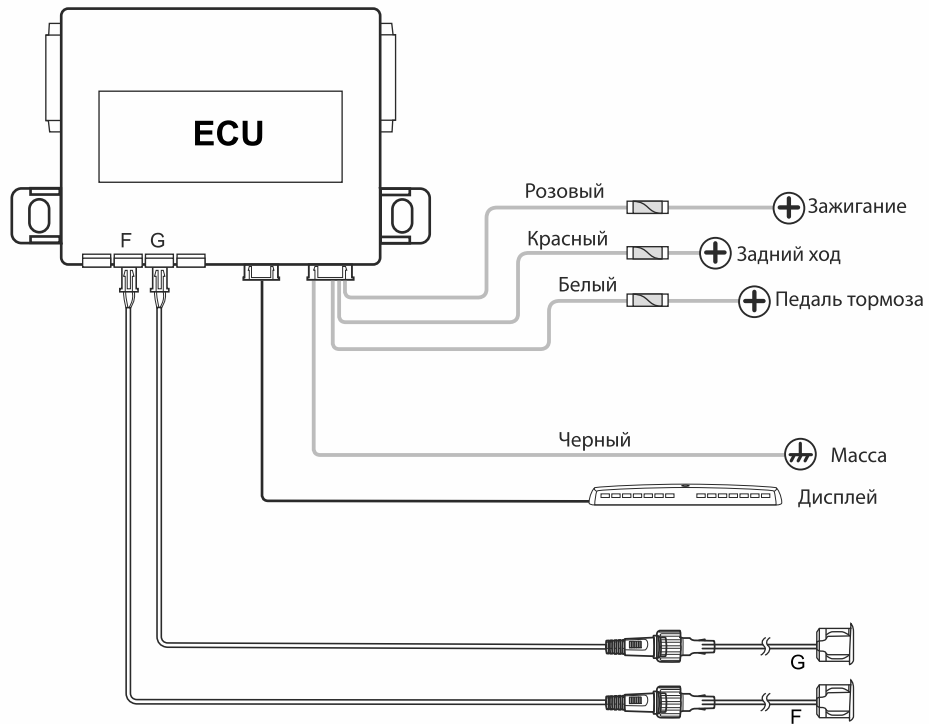 ECU
F G
Розовый
Зажигание
Красный
Задний ход
Белый
Педаль тормоза
Черный
Масса
Дисплей
G
F